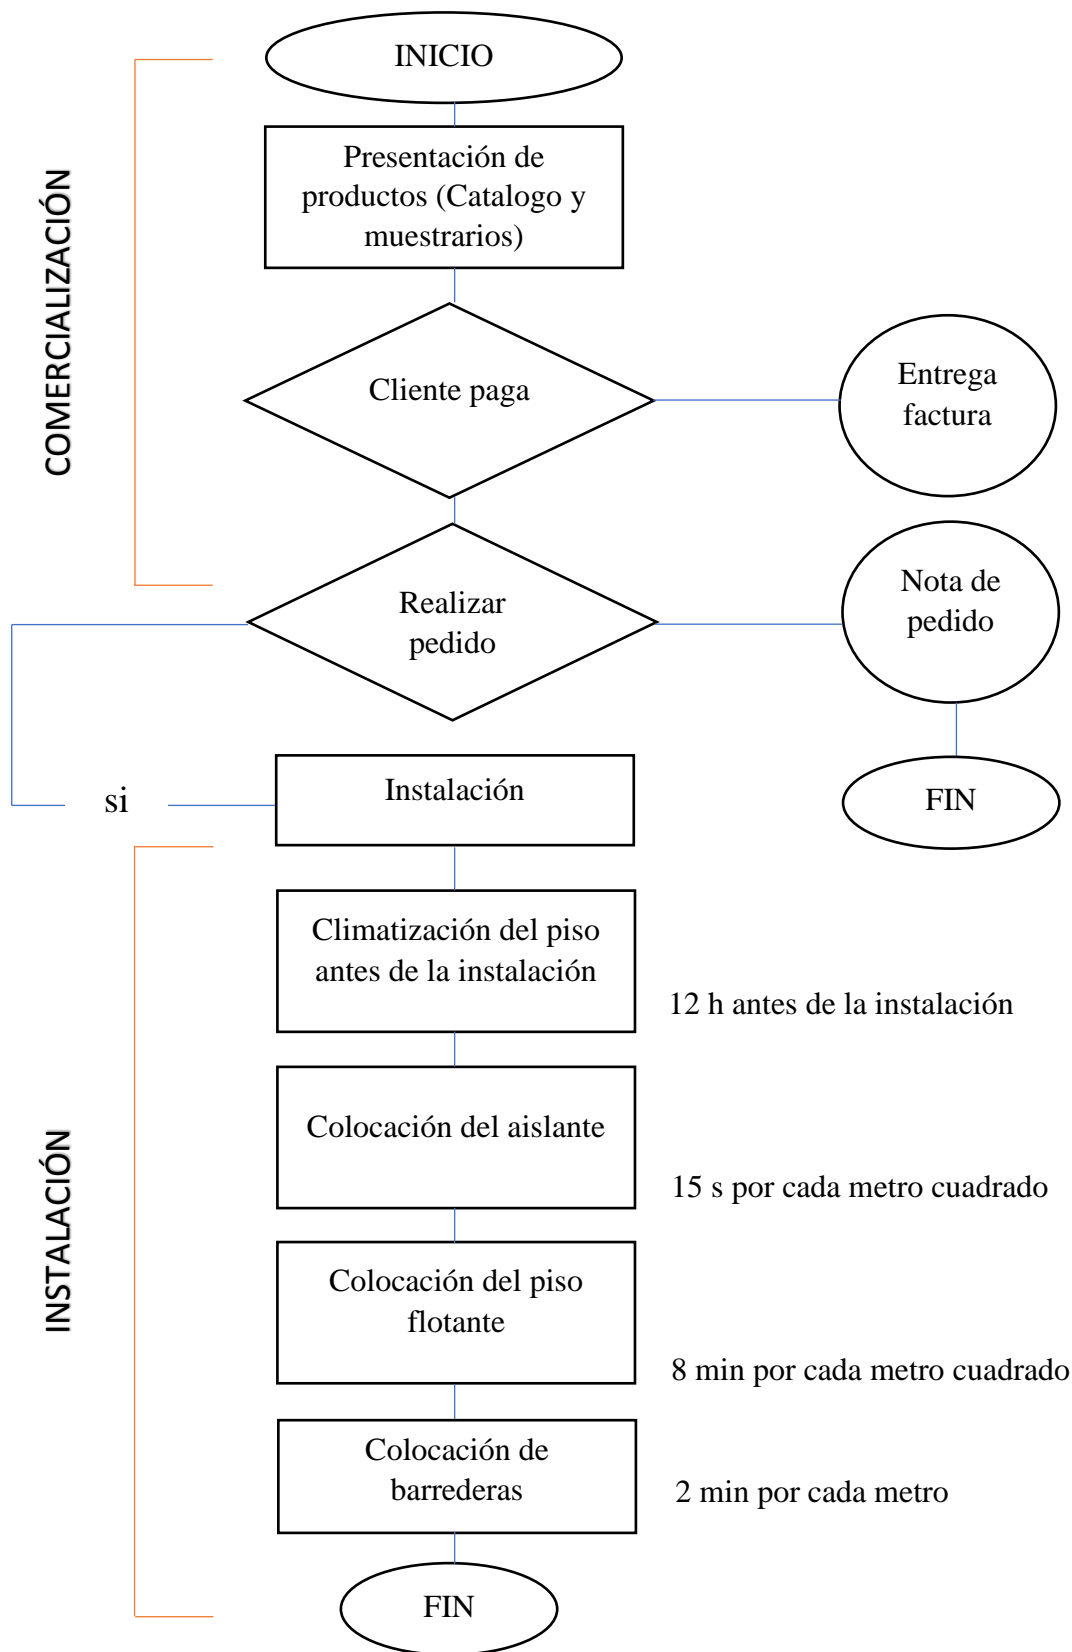 INICIO
COMERCIALIZACIÓN
Presentación de
productos (Catalogo y
muestrarios)
Cliente paga
Entrega
factura
Realizar
pedido
Nota de
pedido
si
Instalación
FIN
INSTALACIÓN
Climatización del piso
antes de la instalación
12 h antes de la instalación
Colocación del aislante
15 s por cada metro cuadrado
Colocación del piso
flotante
8 min por cada metro cuadrado
Colocación de
barrederas
2 min por cada metro
FIN